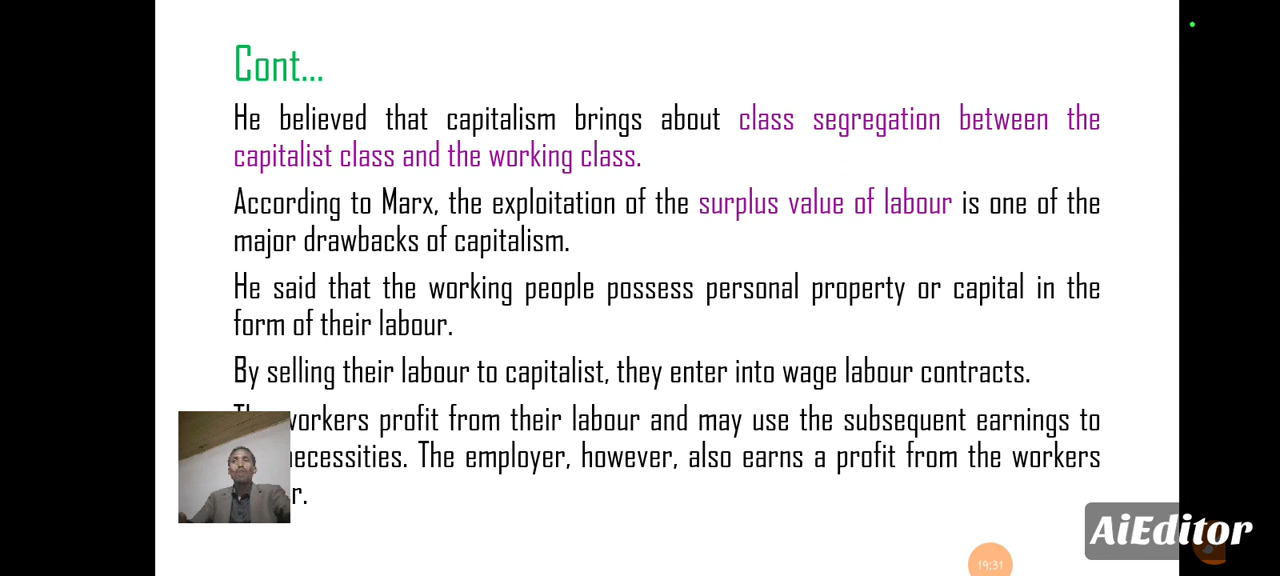 Cont...
He believed that capitalism brings about class segregation between the
capitalist class and the working class.
According to Marx, the exploitation of the surplus value of labour is one of the
major drawbacks of capitalism.
He said that the working people possess personal property or capital in the
form of their labour.
By selling their labour to capitalist, they enter into wage labour contracts.
workers profit from their labour and may use the subsequent earnings to
necessities. The employer, however, also earns a profit from the workers
AiEditor
19:31